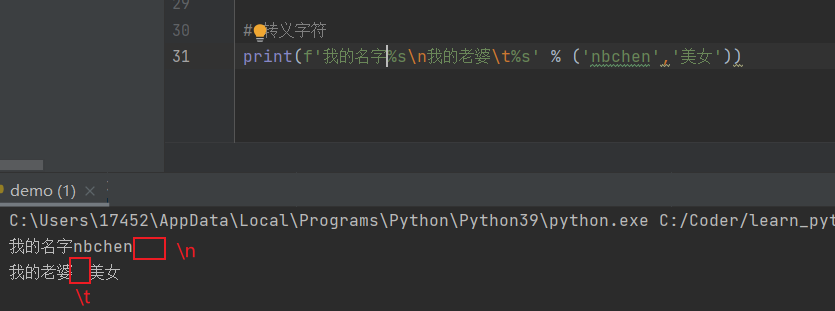 29
30 # 转义字符
31 print(f'我的名字%s\n我的老婆\t%s' % ('nbchen','美女'))
demo (1) ×
C:\Users\17452\AppData\Local\Programs\Python\Python39\python.exe C:/Coder/learn_pyt
我的名字nbchen \n
我的老婆 美女
\t